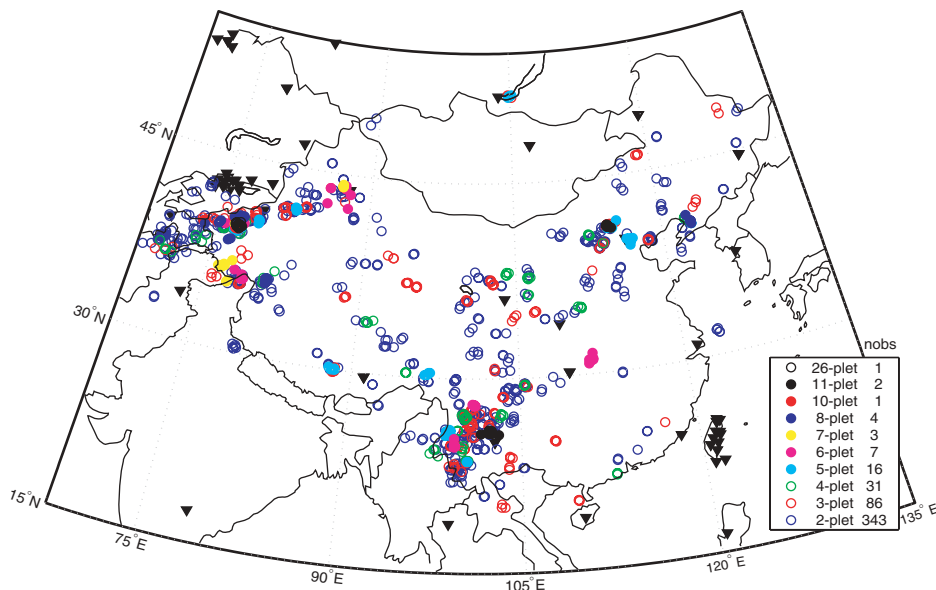 45°N
30°N
15°N
75°E
90°E
105°E
120°E
135°E
nobs
26-plet 1
11-plet 2
10-plet 1
8-plet 4
7-plet 3
6-plet 7
5-plet 16
4-plet 31
3-plet 86
2-plet 343